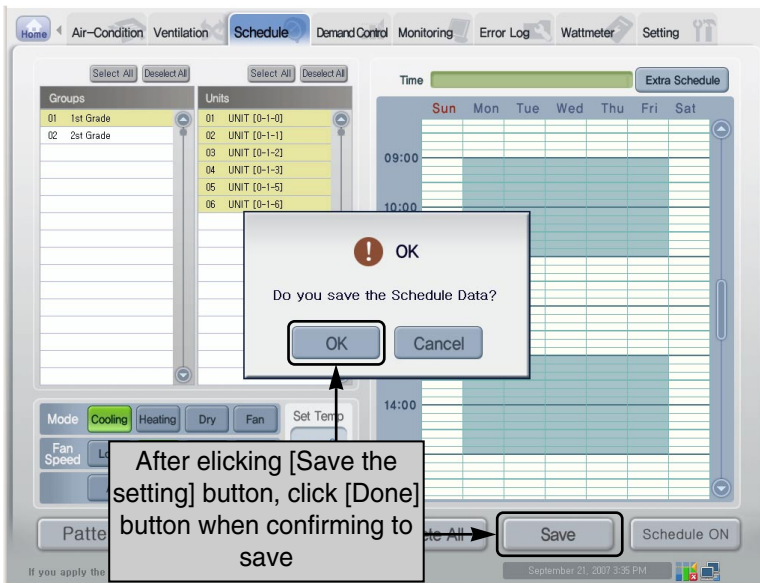 Home Air-Condition Ventilation Schedule Demand Control Monitoring Error Log Wattmeter Setting
Select All Deselect All Select All Deselect All
Time Extra Schedule
Groups
01 1st Grade
02 2st Grade
Units
01 UNIT [0-1-0]
02 UNIT [0-1-1]
03 UNIT [0-1-2]
04 UNIT [0-1-3]
05 UNIT [0-1-5]
06 UNIT [0-1-6]
Sun Mon Tue Wed Thu Fri Sat
09:00
10:00
14:00
OK
Do you save the Schedule Data?
OK Cancel
Mode Cooling Heating Dry Fan Set Temp
Fan
Speed
After elicking [Save the
setting] button, click [Done]
button when confirming to
save
All Save Schedule ON
If you apply the
September 21, 2007 3:35 PM